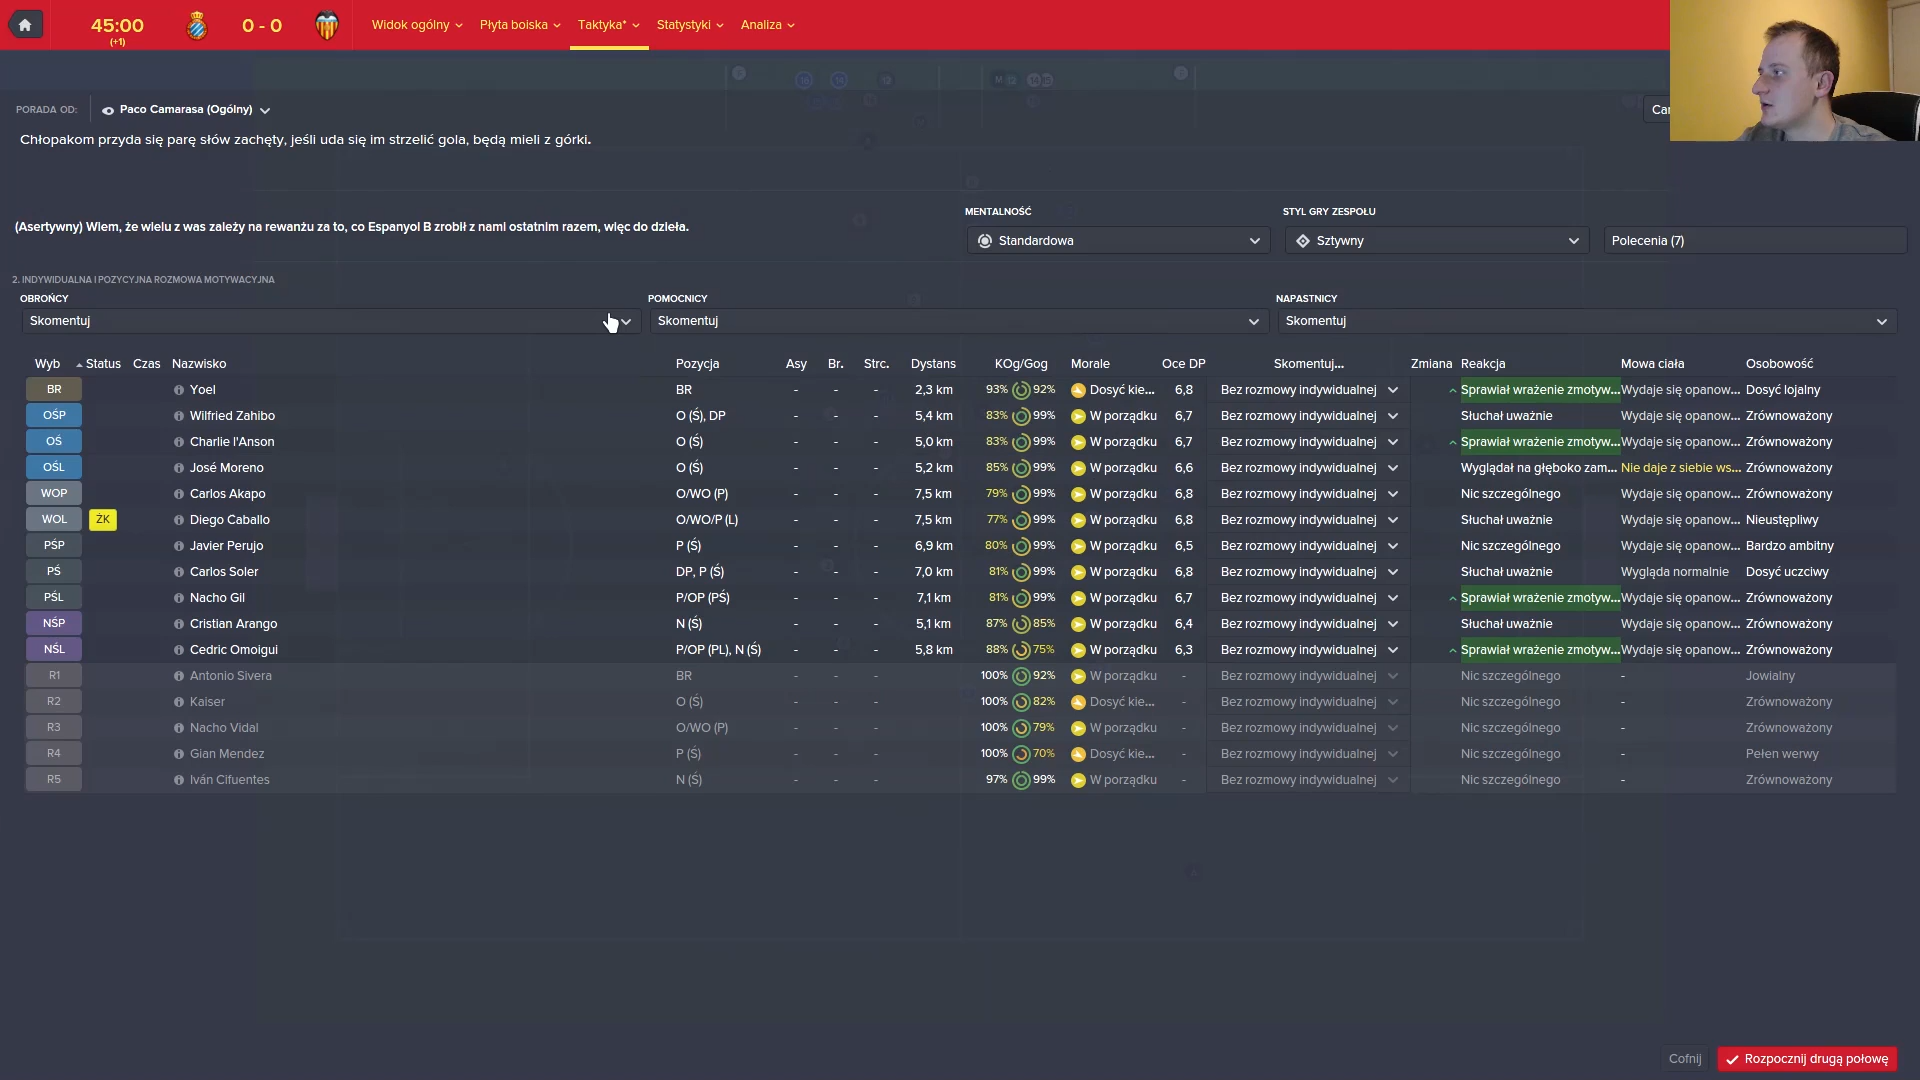 45:00 0 - 0 Widok ogólny Płyta boiska Taktyka* Statystyki Analiza
(+1)
PORADA OD: Paco Camarasa (Ogólny)
Chłopakom przyda się parę słów zachęty, jeśli uda się im strzelić gola, będą mieli z górki.
MENTALNOŚĆ STYL GRY ZESPOŁU
(Asertywny) Wiem, że wielu z was zależy na rewanżu za to, co Espanyol B zrobił z nami ostatnim razem, więc do dzieła.
Standardowa Sztywny Polecenia (7)
2. INDYWIDUALNA I POZYCYJNA ROZMOWA MOTYWACYJNA
OBROŃCY POMOCNICY NAPASTNICY
Skomentuj Skomentuj Skomentuj
Wyb Status Czas Nazwisko Pozycja Asy Br. Strc. Dystans KOg/Gog Morale Oce DP Skomentuj... Zmiana Reakcja Mowa ciała Osobowość
BR Yoel BR - - - 2,3 km 93% 92% Dosyć kie... 6,8 Bez rozmowy indywidualnej Sprawiał wrażenie zmotyw... Wydaje się opanow... Dosyć lojalny
OŚP Wilfried Zahibo O (Ś), DP - - - 5,4 km 83% 99% W porządku 6,7 Bez rozmowy indywidualnej Słuchał uważnie Wydaje się opanow... Zrównoważony
OŚ Charlie l'Anson O (Ś) - - - 5,0 km 83% 99% W porządku 6,7 Bez rozmowy indywidualnej Sprawiał wrażenie zmotyw... Wydaje się opanow... Zrównoważony
OŚL José Moreno O (Ś) - - - 5,2 km 85% 99% W porządku 6,6 Bez rozmowy indywidualnej Wyglądał na głęboko zam... Nie daje z siebie ws... Zrównoważony
WOP Carlos Akapo O/WO (P) - - - 7,5 km 79% 99% W porządku 6,8 Bez rozmowy indywidualnej Nic szczególnego Wydaje się opanow... Zrównoważony
WOL ŻK Diego Caballo O/WO/P (L) - - - 7,5 km 77% 99% W porządku 6,8 Bez rozmowy indywidualnej Słuchał uważnie Wydaje się opanow... Nieustępliwy
PŚP Javier Perujo P (Ś) - - - 6,9 km 80% 99% W porządku 6,5 Bez rozmowy indywidualnej Nic szczególnego Wydaje się opanow... Bardzo ambitny
PŚ Carlos Soler DP, P (Ś) - - - 7,0 km 81% 99% W porządku 6,8 Bez rozmowy indywidualnej Słuchał uważnie Wygląda normalnie Dosyć uczciwy
PŚL Nacho Gil P/OP (PŚ) - - - 7,1 km 81% 99% W porządku 6,7 Bez rozmowy indywidualnej Sprawiał wrażenie zmotyw... Wydaje się opanow... Zrównoważony
NŚP Cristian Arango N (Ś) - - - 5,1 km 87% 85% W porządku 6,4 Bez rozmowy indywidualnej Słuchał uważnie Wydaje się opanow... Zrównoważony
NŚL Cedric Omoigui P/OP (PL), N (Ś) - - - 5,8 km 88% 75% W porządku 6,3 Bez rozmowy indywidualnej Sprawiał wrażenie zmotyw... Wydaje się opanow... Zrównoważony
R1 Antonio Sivera BR - - - - 100% 92% W porządku - Bez rozmowy indywidualnej Nic szczególnego - Jowialny
R2 Kaiser O (Ś) - - - - 100% 82% Dosyć kie... - Bez rozmowy indywidualnej Nic szczególnego - Zrównoważony
R3 Nacho Vidal O/WO (P) - - - - 100% 79% W porządku - Bez rozmowy indywidualnej Nic szczególnego - Zrównoważony
R4 Gian Mendez P (Ś) - - - - 100% 70% Dosyć kie... - Bez rozmowy indywidualnej Nic szczególnego - Pełen werwy
R5 Iván Cifuentes N (Ś) - - - - 97% 99% W porządku - Bez rozmowy indywidualnej Nic szczególnego - Zrównoważony
Cofnij Rozpocznij drugą połowę